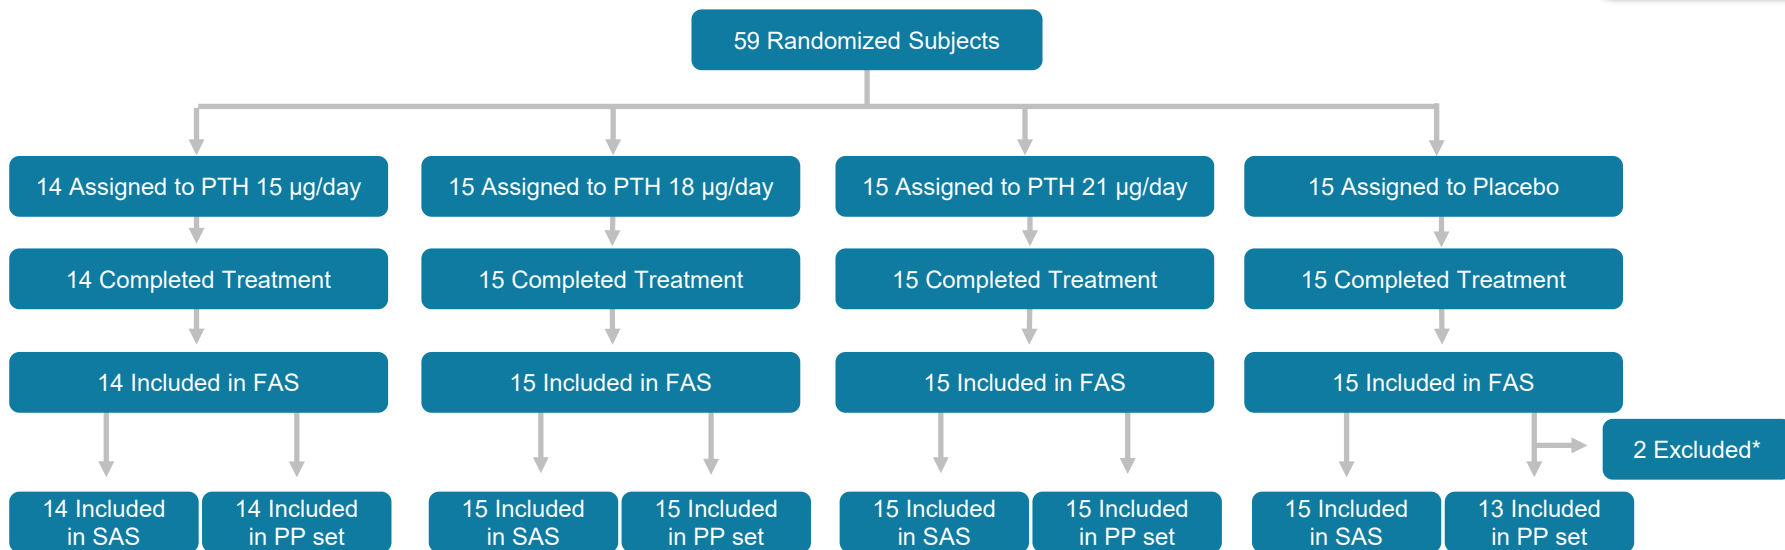 59 Randomized Subjects
14 Assigned to PTH 15 µg/day
15 Assigned to PTH 18 µg/day
15 Assigned to PTH 21 µg/day
15 Assigned to Placebo
14 Completed Treatment
15 Completed Treatment
15 Completed Treatment
15 Completed Treatment
14 Included in FAS
15 Included in FAS
15 Included in FAS
15 Included in FAS
2 Excluded*
14 Included
in SAS
14 Included
in PP set
15 Included
in SAS
15 Included
in PP set
15 Included
in SAS
15 Included
in PP set
15 Included
in SAS
13 Included
in PP set